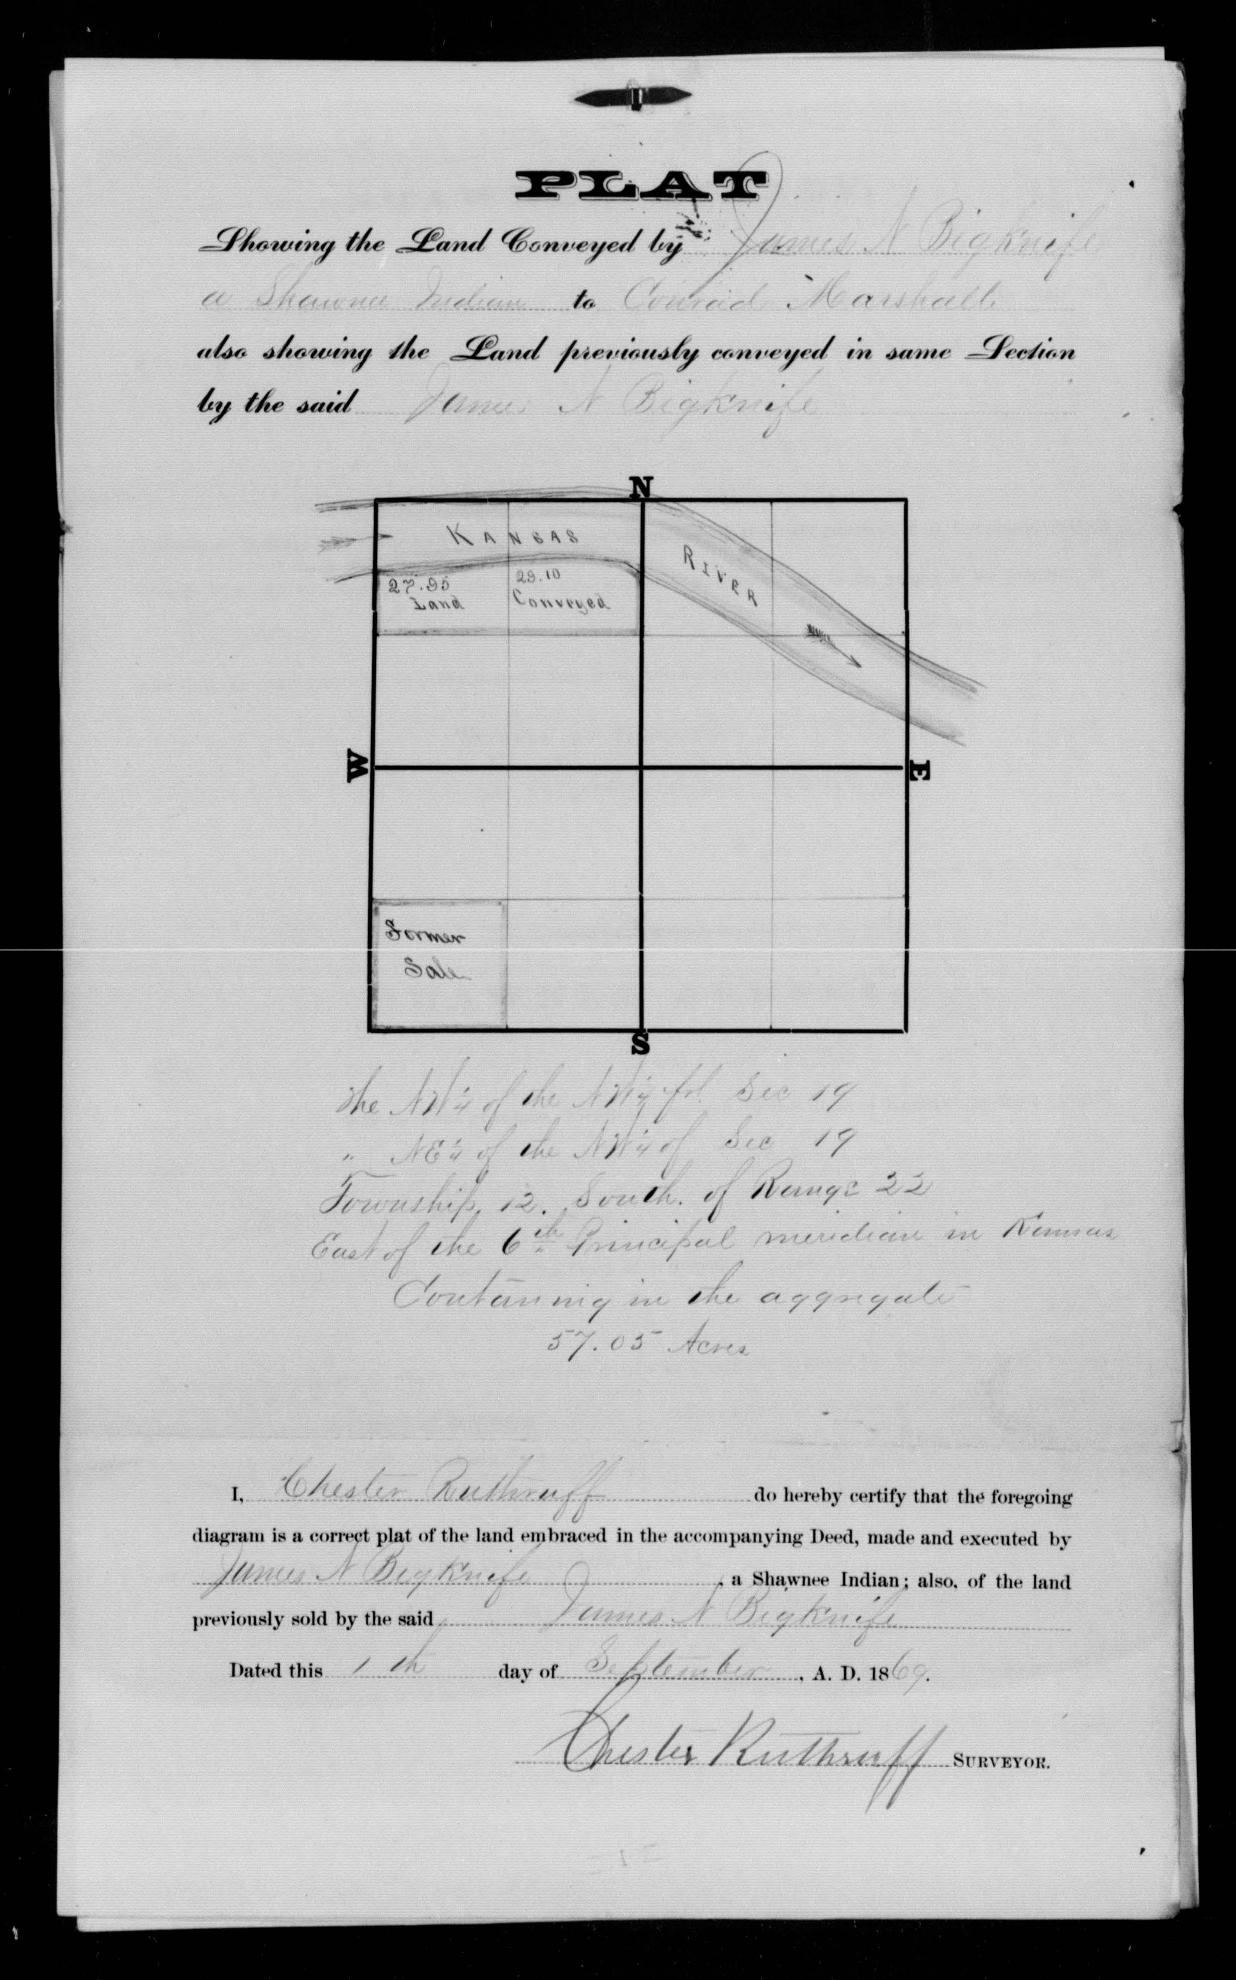 PLAT
Showing the Land Conveyed by James N Bigknife
a Shawnee Indian to Conrad Marshall
also showing the Land previously conveyed in same Section
by the said James N Bigknife
N
KANSAS
RIVER
27.95 29.10
Land Conveyed
W E
Former
Sale
S
The NW¼ of the NW¼ of Sec 19
" NE¼ of the NW¼ of Sec 19
Township 12. South. of Range 22
East of the 6th Principal meridian in Kansas
Containing in the aggregate
57.05 Acres
I, Chester Ruthruff do hereby certify that the foregoing
diagram is a correct plat of the land embraced in the accompanying Deed, made and executed by
James N Bigknife, a Shawnee Indian; also, of the land
previously sold by the said James N Bigknife
Dated this 1th day of September, A. D. 1869.
Chester Ruthruff SURVEYOR.